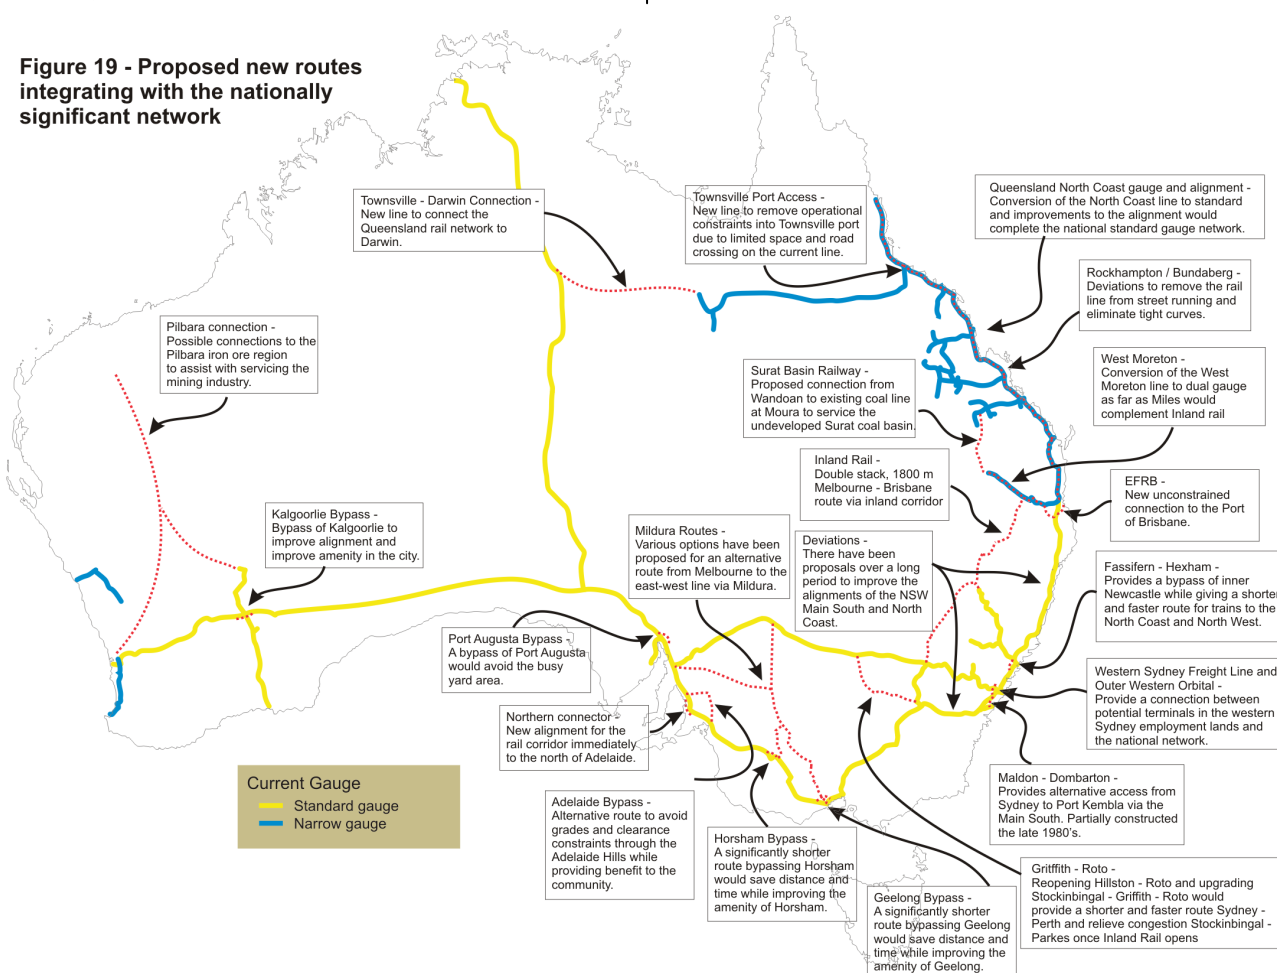 Figure 19 - Proposed new routes
integrating with the nationally
significant network
Townsville - Darwin Connection -
New line to connect the
Queensland rail network to
Darwin.
Townsville Port Access -
New line to remove operational
constraints into Townsville port
due to limited space and road
crossing on the current line.
Queensland North Coast gauge and alignment -
Conversion of the North Coast line to standard
and improvements to the alignment would
complete the national standard gauge network.
Rockhampton / Bundaberg -
Deviations to remove the rail
line from street running and
eliminate tight curves.
Pilbara connection -
Possible connections to the
Pilbara iron ore region
to assist with servicing the
mining industry.
West Moreton -
Conversion of the West
Moreton line to dual gauge
as far as Miles would
complement Inland rail
Surat Basin Railway -
Proposed connection from
Wandoan to existing coal line
at Moura to service the
undeveloped Surat coal basin.
Inland Rail -
Double stack, 1800 m
Melbourne - Brisbane
route via inland corridor
EFRB -
New unconstrained
connection to the Port
of Brisbane.
Kalgoorlie Bypass -
Bypass of Kalgoorlie to
improve alignment and
improve amenity in the city.
Mildura Routes -
Various options have been
proposed for an alternative
route from Melbourne to the
east-west line via Mildura.
Deviations -
There have been
proposals over a long
period to improve the
alignments of the NSW
Main South and North
Coast.
Fassifern - Hexham -
Provides a bypass of inner
Newcastle while giving a shorter
and faster route for trains to the
North Coast and North West.
Port Augusta Bypass -
A bypass of Port Augusta
would avoid the busy
yard area.
Western Sydney Freight Line and
Outer Western Orbital -
Provide a connection between
potential terminals in the western
Sydney employment lands and
the national network.
Northern connector -
New alignment for the
rail corridor immediately
to the north of Adelaide.
Maldon - Dombarton -
Provides alternative access from
Sydney to Port Kembla via the
Main South. Partially constructed
the late 1980's.
Current Gauge
Standard gauge
Narrow gauge
Adelaide Bypass -
Alternative route to avoid
grades and clearance
constraints through the
Adelaide Hills while
providing benefit to the
community.
Horsham Bypass -
A significantly shorter
route bypassing Horsham
would save distance and
time while improving the
amenity of Horsham.
Geelong Bypass -
A significantly shorter
route bypassing Geelong
would save distance and
time while improving the
amenity of Geelong.
Gritffith - Roto -
Reopening Hillston - Roto and upgrading
Stockinbingal - Griffith - Roto would
provide a shorter and faster route Sydney -
Perth and relieve congestion Stockinbingal -
Parkes once Inland Rail opens